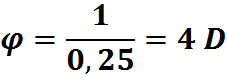 φ = 1/0,25 = 4 D